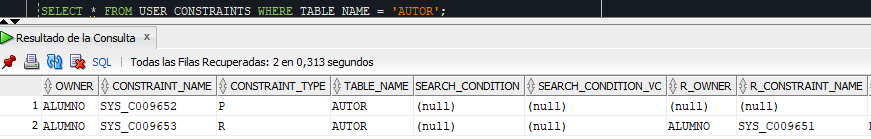 SELECT * FROM USER_CONSTRAINTS WHERE TABLE_NAME = 'AUTOR';
Resultado de la Consulta x
SQL | Todas las Filas Recuperadas: 2 en 0,313 segundos
OWNER CONSTRAINT_NAME CONSTRAINT_TYPE TABLE_NAME SEARCH_CONDITION SEARCH_CONDITION_VC R_OWNER R_CONSTRAINT_NAME
1 ALUMNO SYS_C009652 P AUTOR (null) (null) (null) (null)
2 ALUMNO SYS_C009653 R AUTOR (null) (null) ALUMNO SYS_C009651